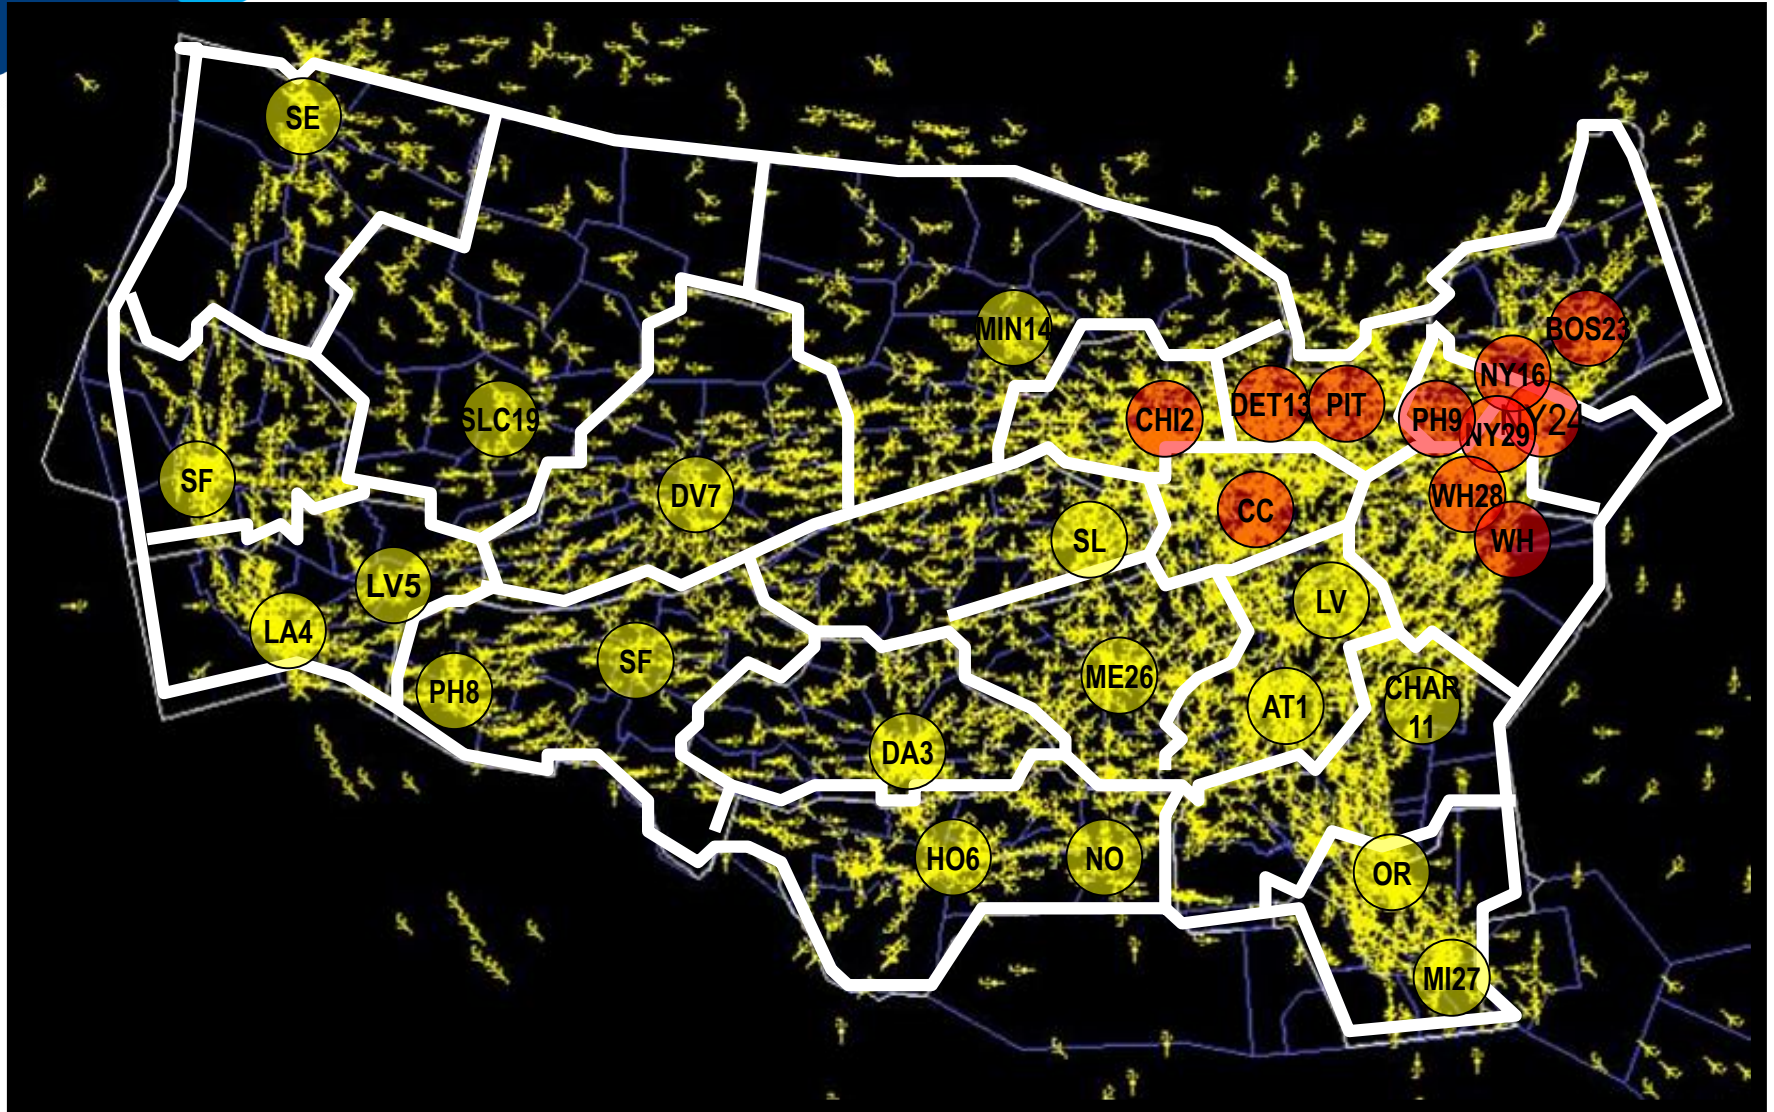 SE
MIN14
BOS23
NY16
SLC19
CHI2
DET13
PIT
PH9
NY29
Y24
SF
DV7
WH28
CC
SL
WH
LV5
LV
LA4
SF
PH8
ME26
AT1
CHAR
11
DA3
HO6
NO
OR
MI27